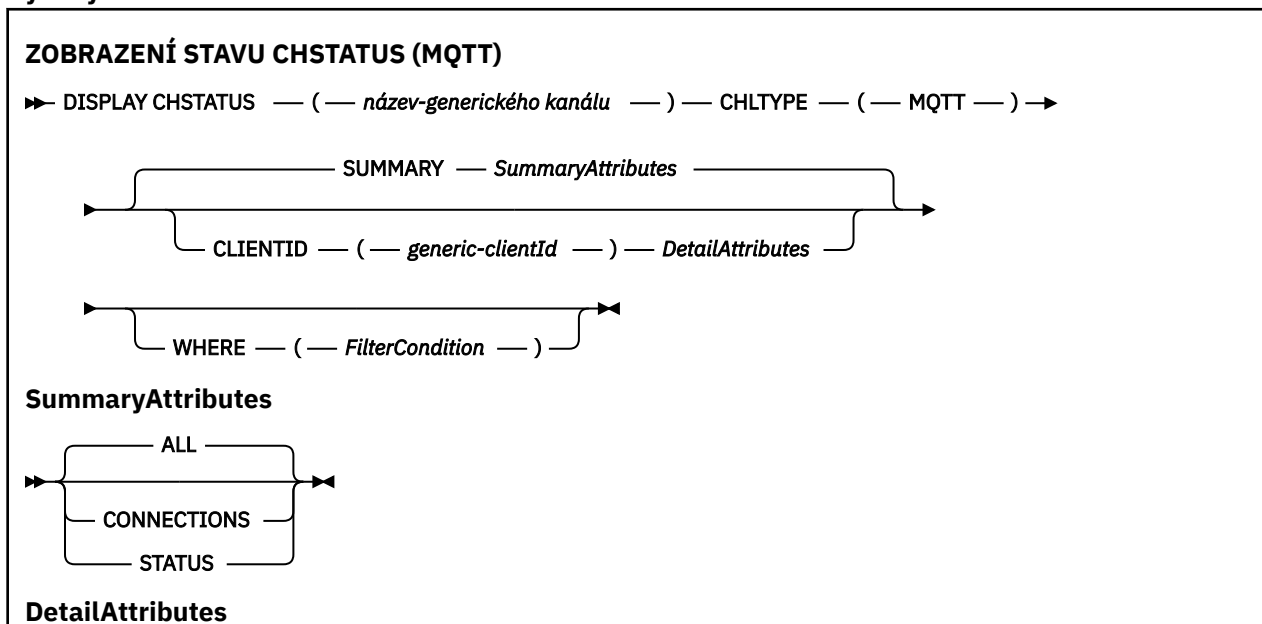 ZOBRAZENÍ STAVU CHSTATUS (MQTT)
DISPLAY CHSTATUS ( název-generického kanálu ) CHLTYPE ( MQTT )
SUMMARY SummaryAttributes
CLIENTID ( generic-clientId ) DetailAttributes
WHERE ( FilterCondition )
SummaryAttributes
ALL
CONNECTIONS
STATUS
DetailAttributes